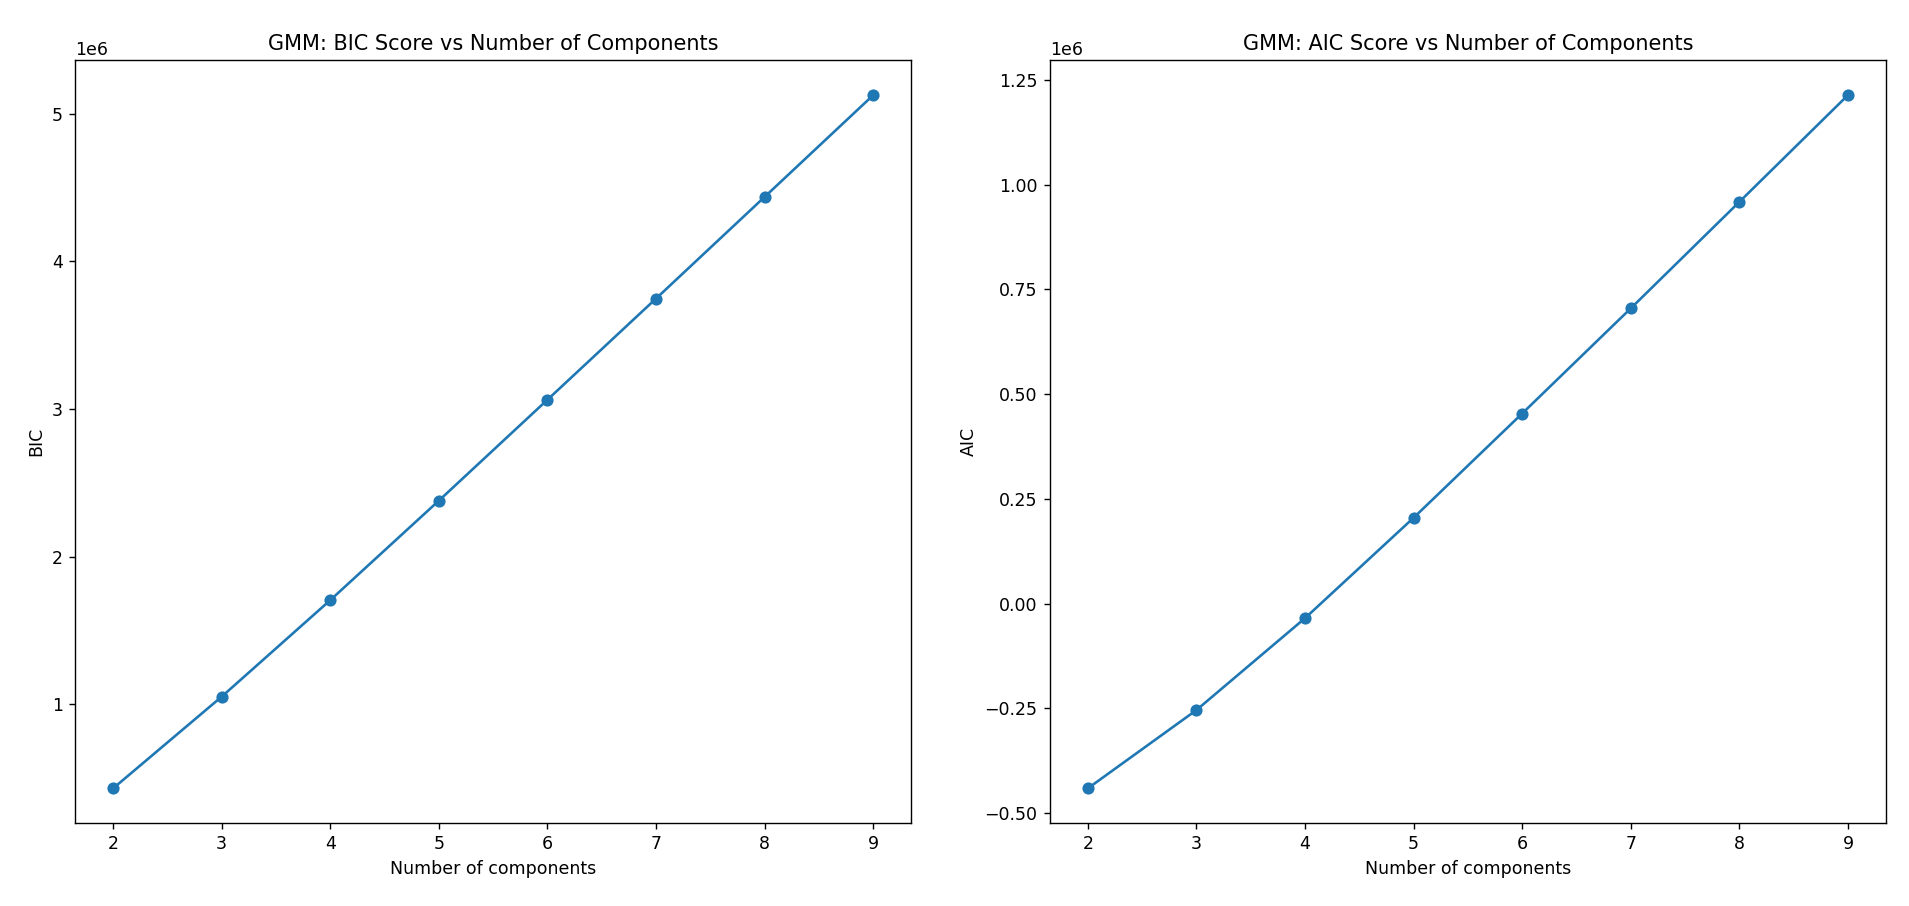 GMM: BIC Score vs Number of Components
1e6
5
4
3
2
1
BIC
2 3 4 5 6 7 8 9
Number of components
GMM: AIC Score vs Number of Components
1e6
1.25
1.00
0.75
0.50
0.25
0.00
−0.25
−0.50
AIC
2 3 4 5 6 7 8 9
Number of components